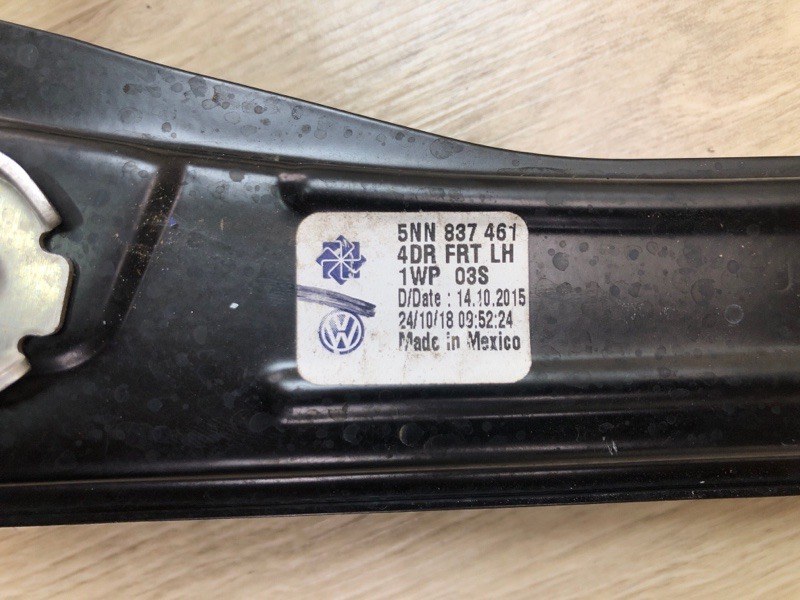 5NN 837 461
4DR FRT LH
1WP 03S
D/Date : 14.10.2015
24/10/18 09:52:24
Made in Mexico